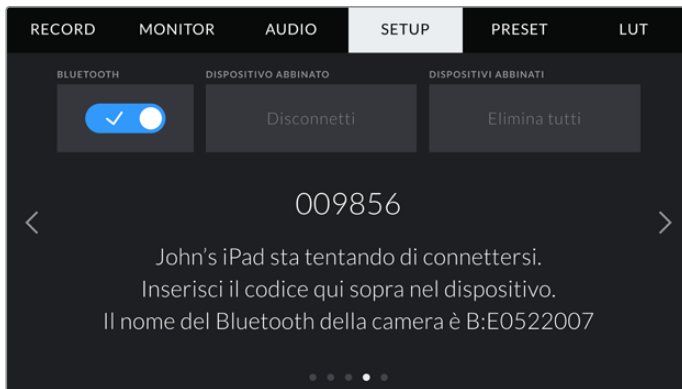 RECORD MONITOR AUDIO SETUP PRESET LUT
BLUETOOTH DISPOSITIVO ABBINATO DISPOSITIVI ABBINATI
Disconnetti Elimina tutti
009856
John’s iPad sta tentando di connettersi.
Inserisci il codice qui sopra nel dispositivo.
Il nome del Bluetooth della camera è B:E0522007